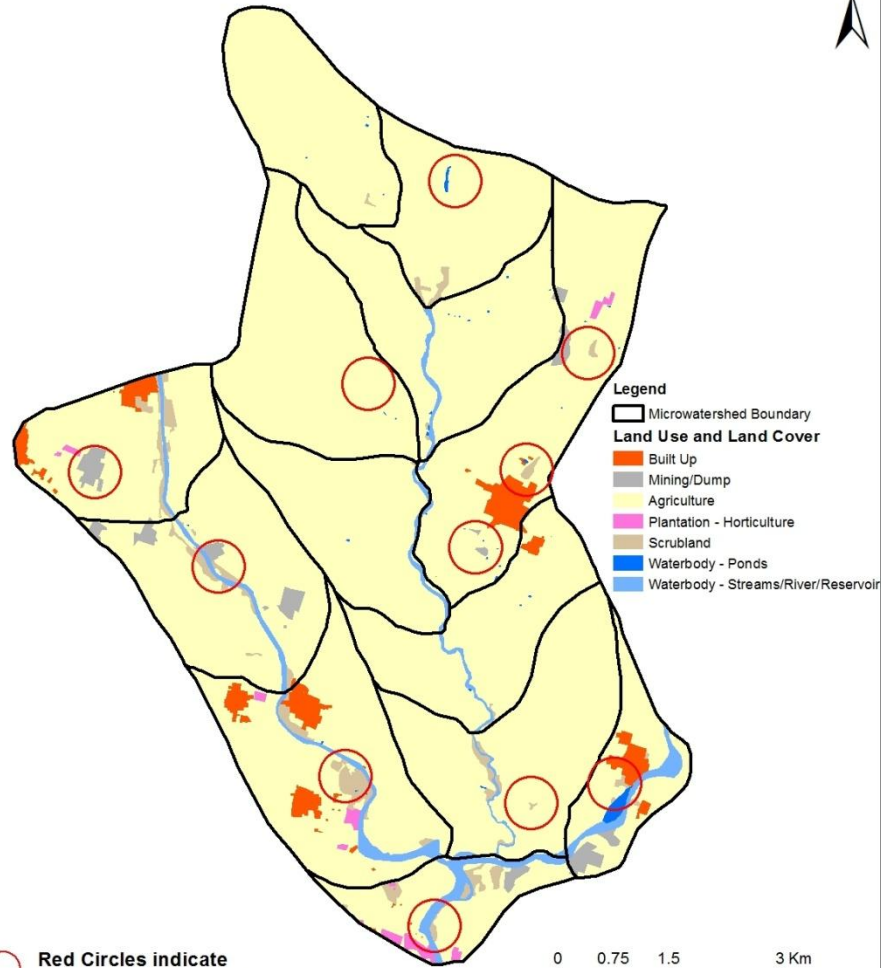 Legend
Microwatershed Boundary
Land Use and Land Cover
Built Up
Mining/Dump
Agriculture
Plantation - Horticulture
Scrubland
Waterbody - Ponds
Waterbody - Streams/River/Reservoir
Red Circles indicate
0 0.75 1.5 3 Km